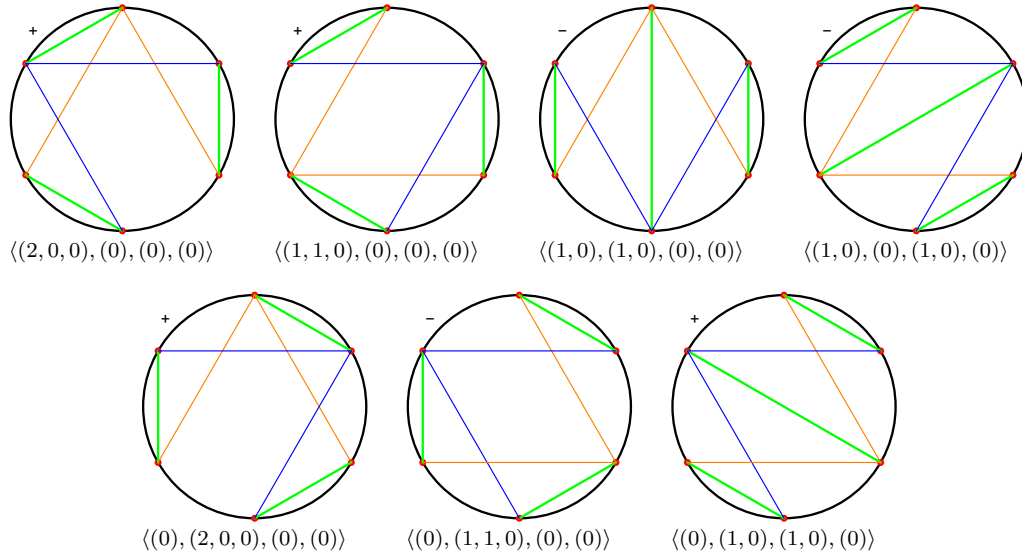 + + − −
⟨(2, 0, 0), (0), (0), (0)⟩ ⟨(1, 1, 0), (0), (0), (0)⟩ ⟨(1, 0), (1, 0), (0), (0)⟩ ⟨(1, 0), (0), (1, 0), (0)⟩
+ − +
⟨(0), (2, 0, 0), (0), (0)⟩ ⟨(0), (1, 1, 0), (0), (0)⟩ ⟨(0), (1, 0), (1, 0), (0)⟩